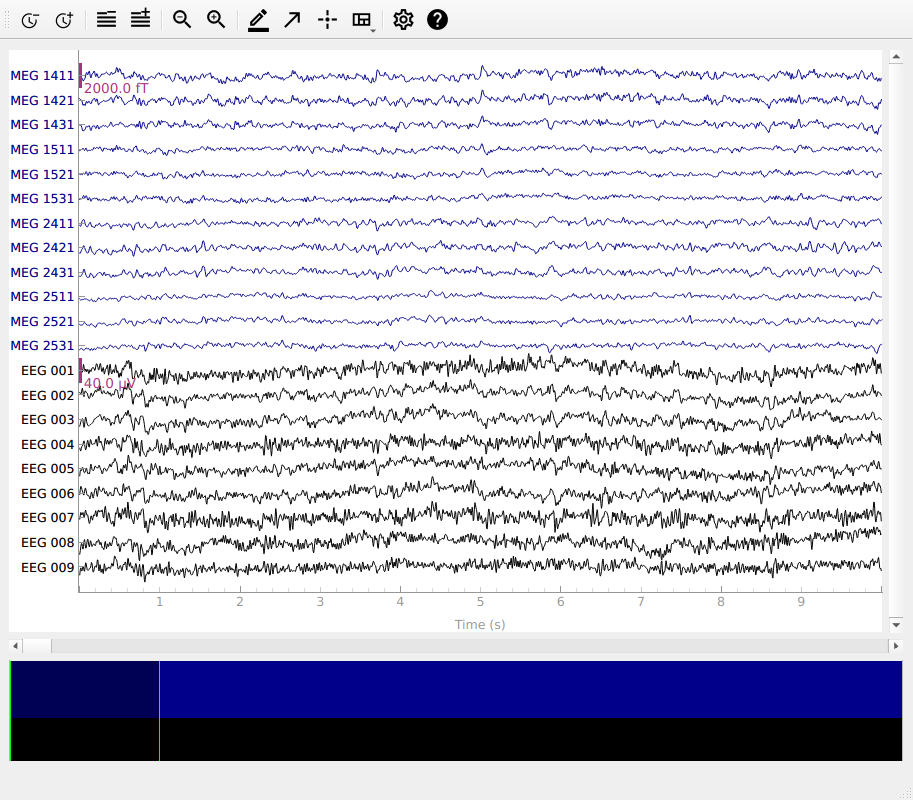 MEG 1411
2000.0 fT
MEG 1421
MEG 1431
MEG 1511
MEG 1521
MEG 1531
MEG 2411
MEG 2421
MEG 2431
MEG 2511
MEG 2521
MEG 2531
EEG 001
40.0 µV
EEG 002
EEG 003
EEG 004
EEG 005
EEG 006
EEG 007
EEG 008
EEG 009
1 2 3 4 5 6 7 8 9
Time (s)